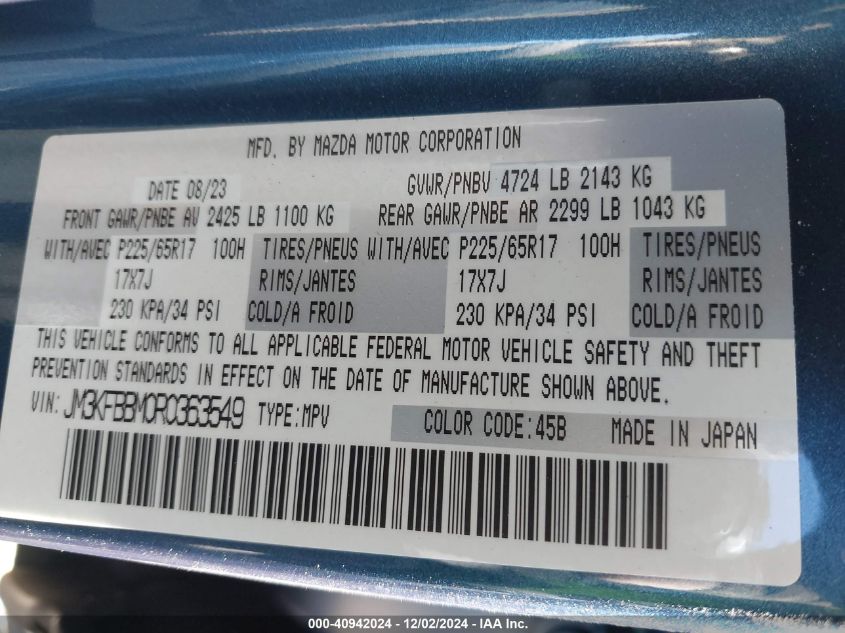 MFD. BY MAZDA MOTOR CORPORATION
DATE 08/23 GVWR/PNBV 4724 LB 2143 KG
FRONT GAWR/PNBE AV 2425 LB 1100 KG REAR GAWR/PNBE AR 2299 LB 1043 KG
WITH/AVEC P225/65R17 100H TIRES/PNEUS WITH/AVEC P225/65R17 100H TIRES/PNEUS
17X7J RIMS/JANTES 17X7J RIMS/JANTES
230 KPA/34 PSI COLD/A FROID 230 KPA/34 PSI COLD/A FROID
THIS VEHICLE CONFORMS TO ALL APPLICABLE FEDERAL MOTOR VEHICLE SAFETY AND THEFT
PREVENTION STANDARDS IN EFFECT ON THE DATE OF MANUFACTURE SHOWN ABOVE.
VIN: JM3KFBBM0R0363549 TYPE:MPV COLOR CODE:45B MADE IN JAPAN
000-40942024 - 12/02/2024 - IAA Inc.